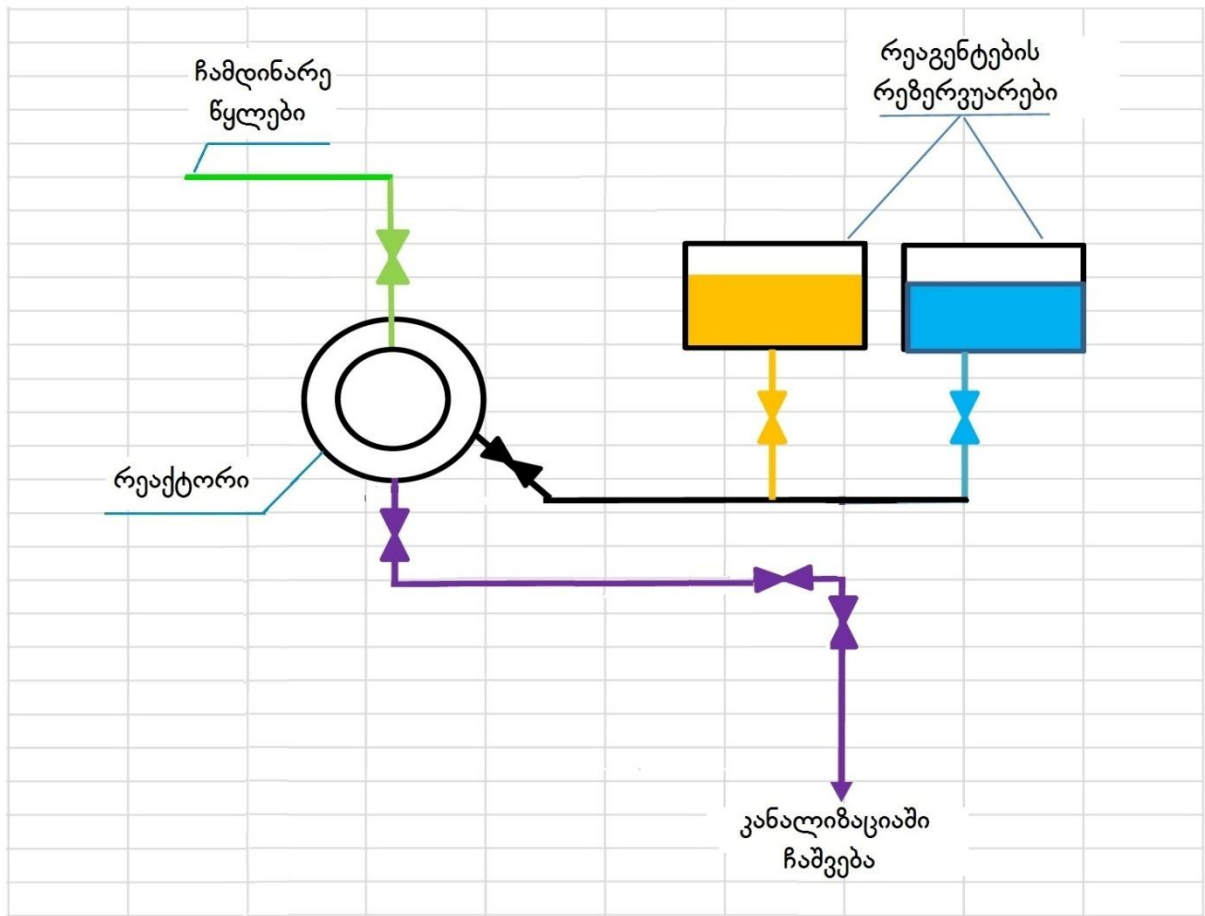 ჩამდინარე
წყლები
რეაგენტების
რეზერვუარები
რეაქტორი
კანალიზაციაში
ჩაშვება